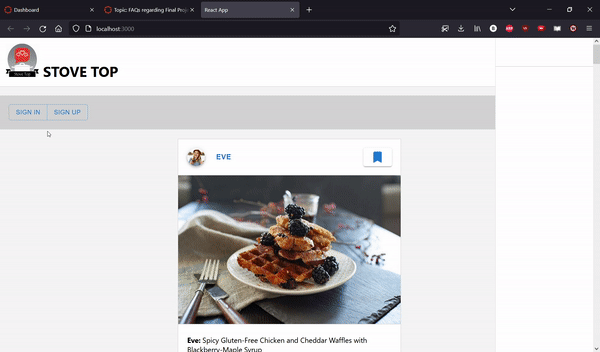 Dashboard
Topic: FAQs regarding Final Proj
React App
localhost:3000
Stove Top
STOVE TOP
SIGN IN
SIGN UP
EVE
Eve: Spicy Gluten-Free Chicken and Cheddar Waffles with
Blackberry-Maple Syrup